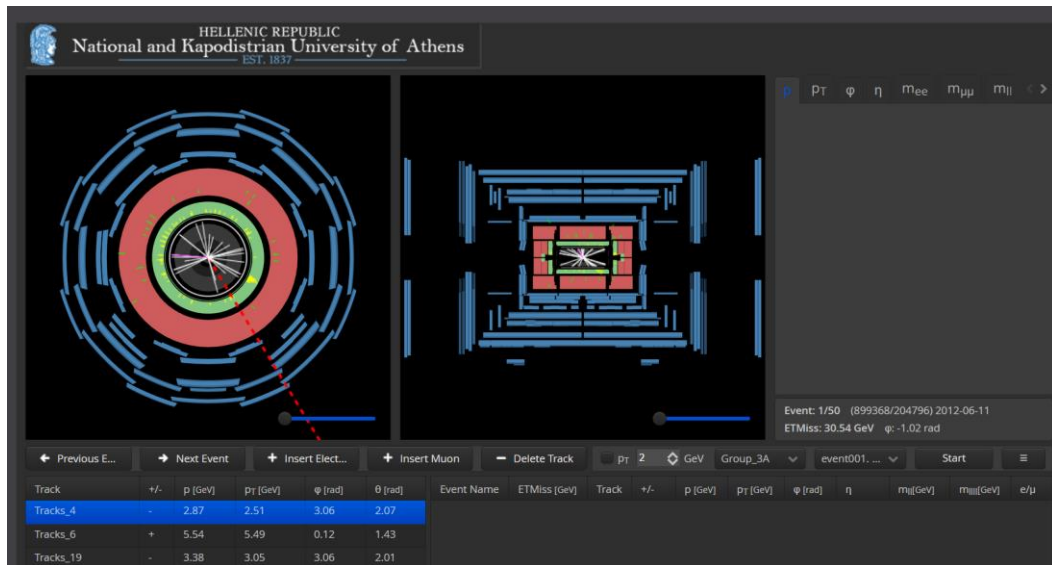 HELLENIC REPUBLIC
National and Kapodistrian University of Athens
EST. 1837
p pT φ η mee mμμ mll
Event: 1/50 (899368/204796) 2012-06-11
ETMiss: 30.54 GeV φ: -1.02 rad
Previous E... Next Event + Insert Elect... + Insert Muon − Delete Track pT 2 GeV Group_3A event001. ... Start ≡
Track +/- p [GeV] pT [GeV] φ [rad] θ [rad] Event Name ETMiss [GeV] Track +/- p [GeV] pT [GeV] φ [rad] η mll[GeV] mllll[GeV] e/μ
Tracks_4 - 2.87 2.51 3.06 2.07
Tracks_6 + 5.54 5.49 0.12 1.43
Tracks_19 - 3.38 3.05 3.06 2.01